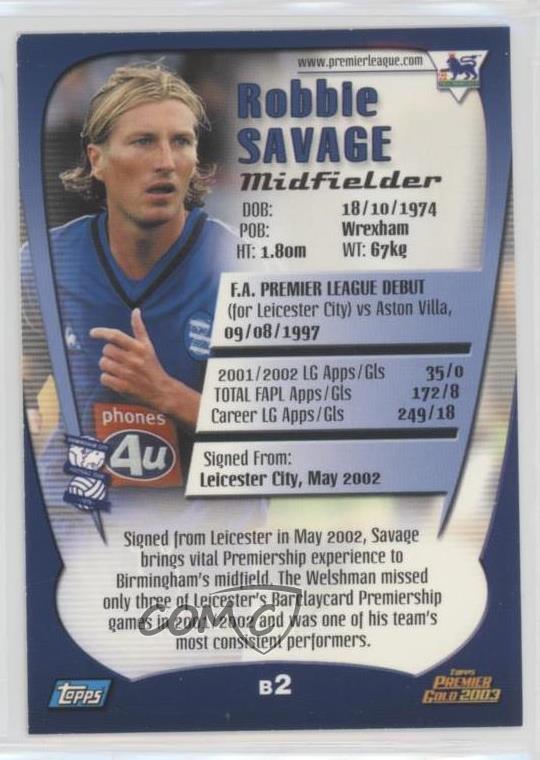 www.premierleague.com
Robbie
SAVAGE
Midfielder
DOB: 18/10/1974
POB: Wrexham
HT: 1.80m WT: 67kg
F.A. PREMIER LEAGUE DEBUT
(for Leicester City) vs Aston Villa,
09/08/1997
2001/2002 LG Apps/Gls 35/0
TOTAL FAPL Apps/Gls 172/8
Career LG Apps/Gls 249/18
phones
4u
Signed From:
Leicester City, May 2002
Signed from Leicester in May 2002, Savage
brings vital Premiership experience to
Birmingham's midfield. The Welshman missed
only three of Leicester's Barclaycard Premiership
games in 2001/2002 and was one of his team's
most consistent performers.
COMC
B2
topps
Topps
PREMIER
GOLD 2003